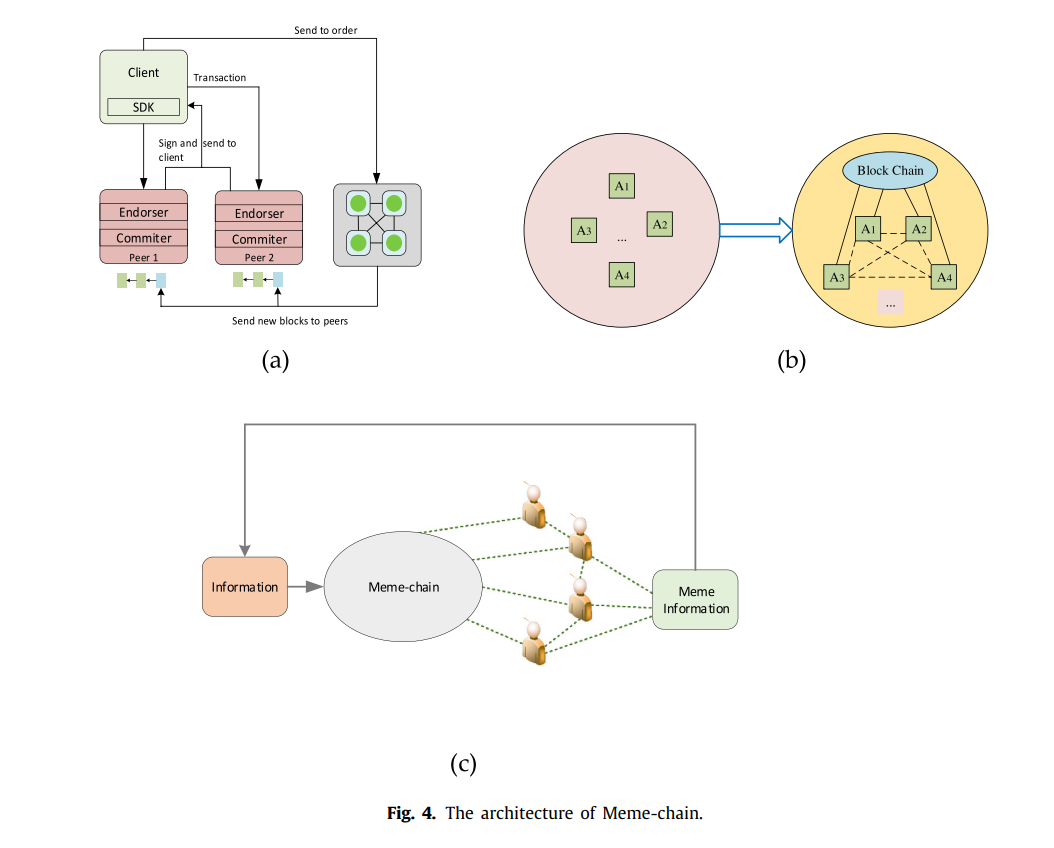 Send to order
Client
SDK
Transaction
Sign and send to
client
Endorser
Commiter
Peer 1
Endorser
Commiter
Peer 2
Send new blocks to peers
(a)
A1
A2
A3
...
A4
Block Chain
A1
A2
A3
A4
...
(b)
Information
Meme-chain
Meme
Information
(c)
Fig. 4. The architecture of Meme-chain.